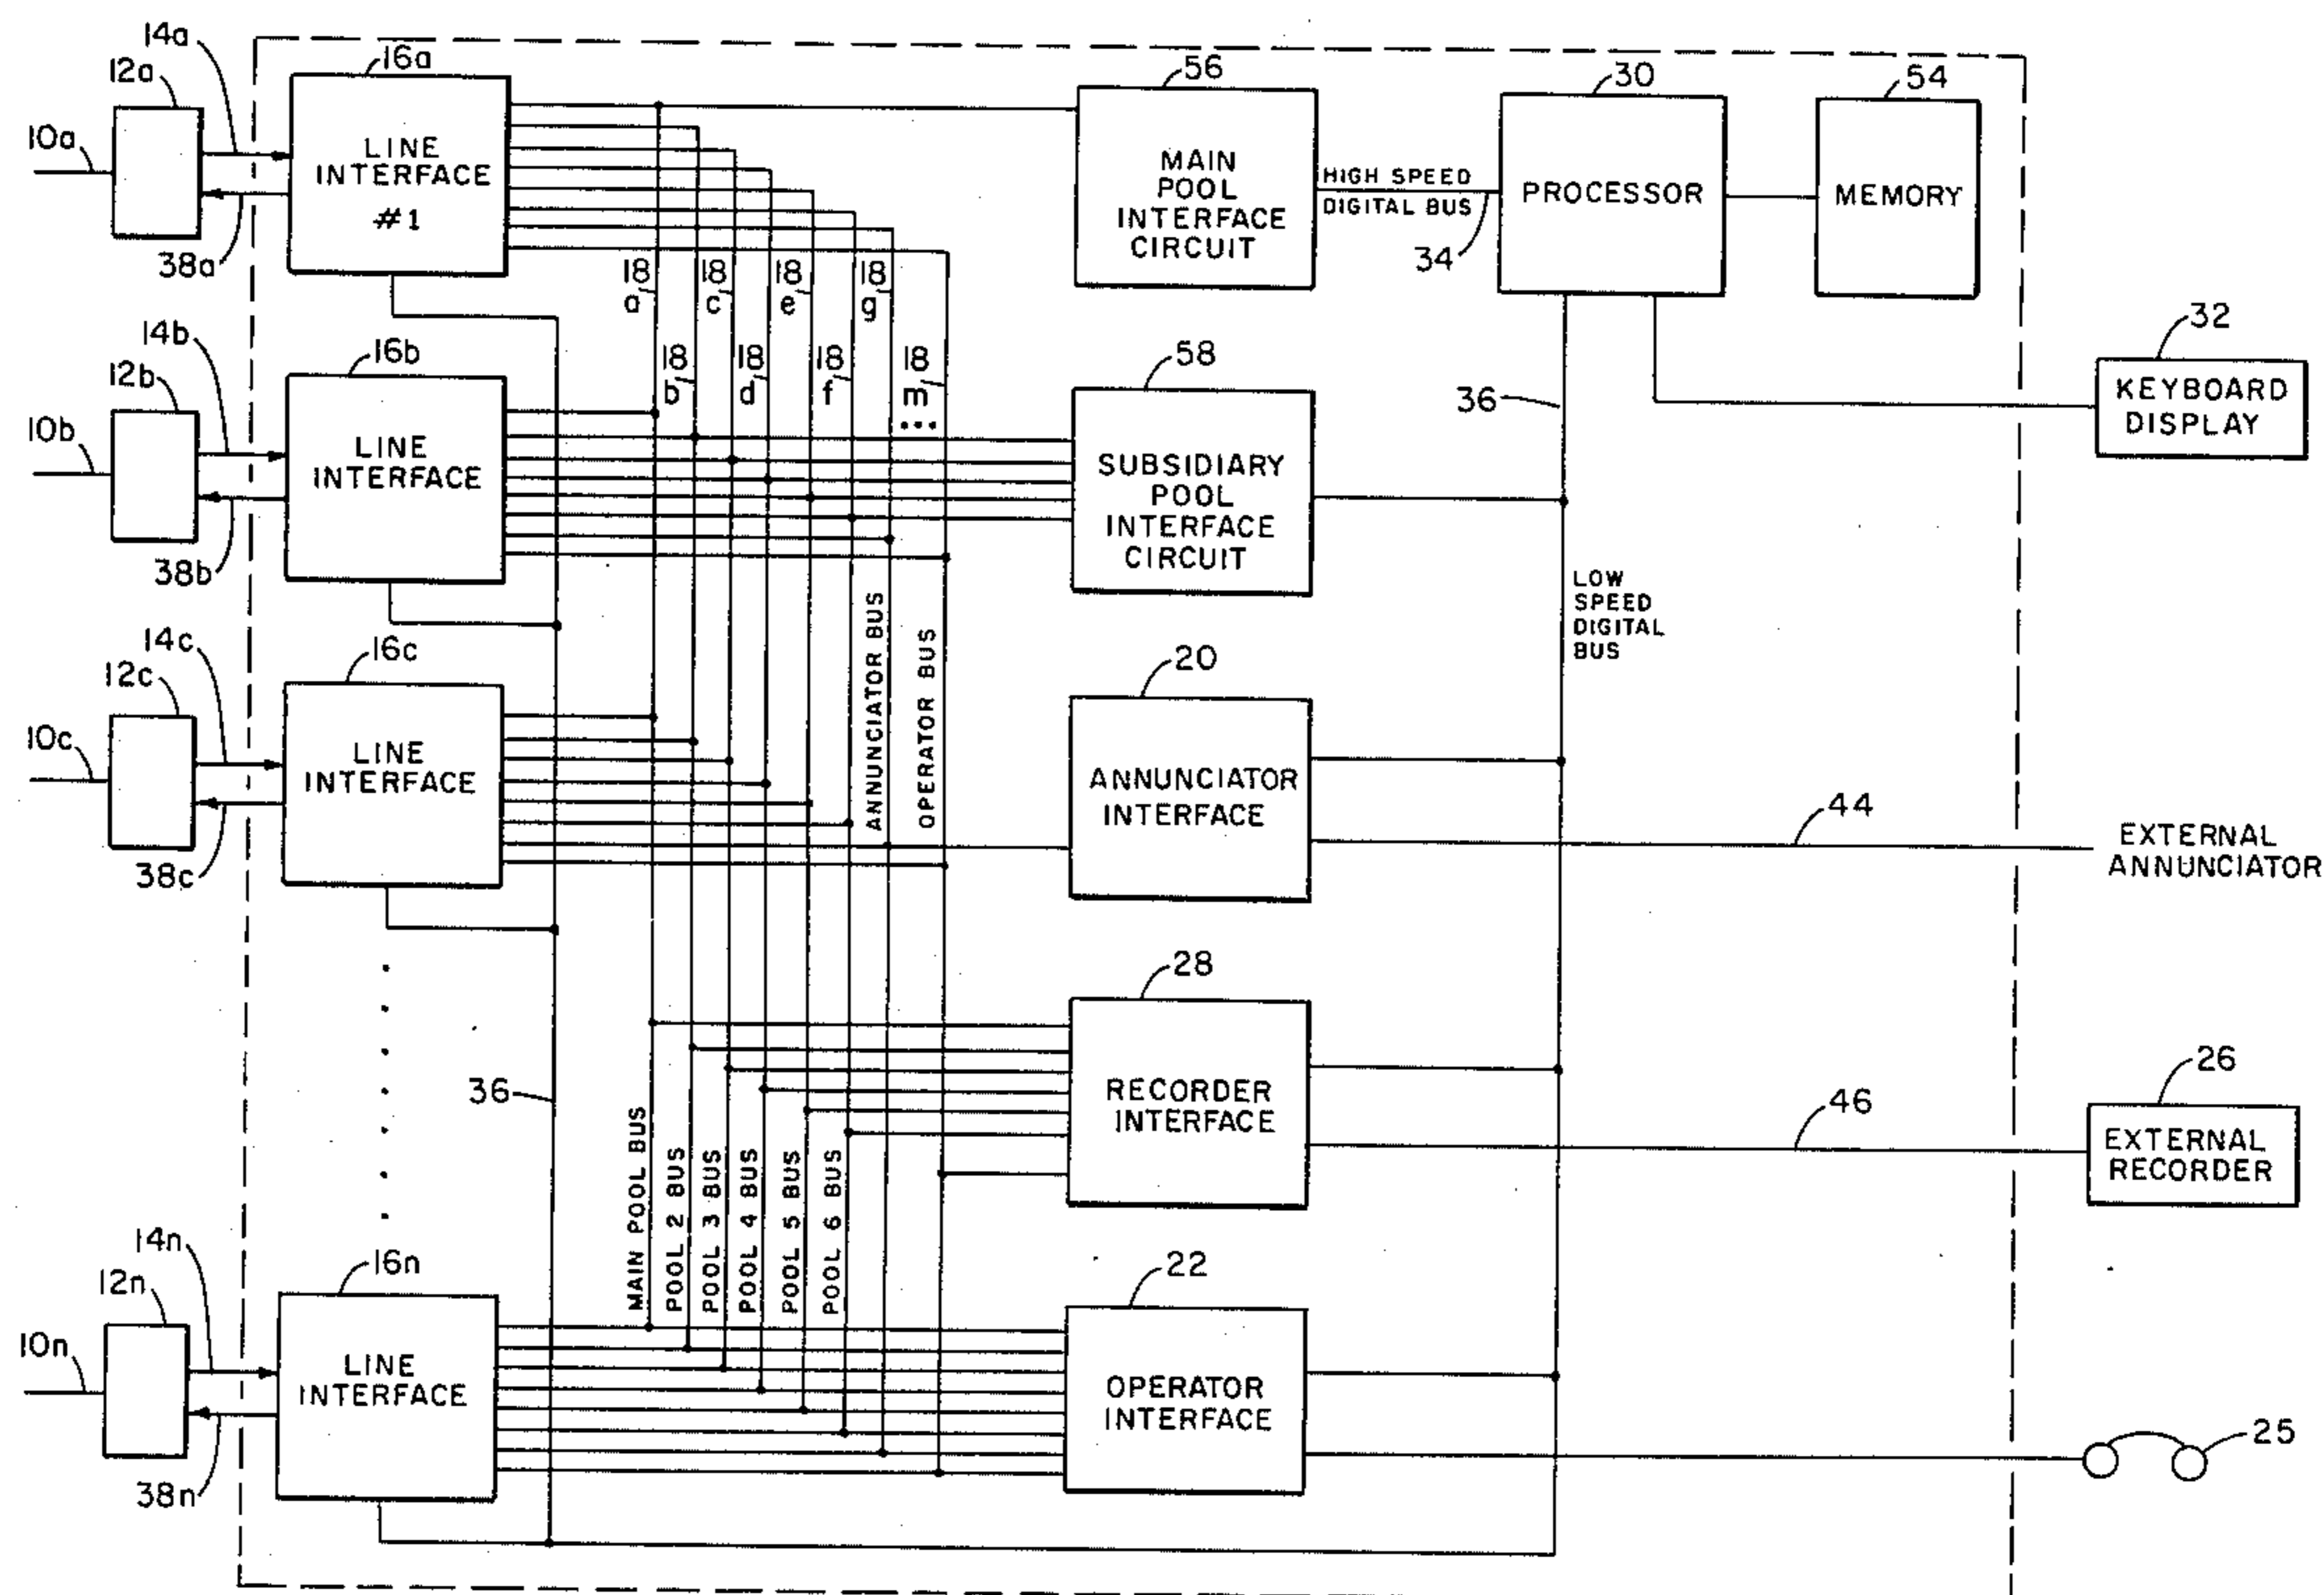 14a
12a
10a
38a
16a
LINE
INTERFACE
#1
56
MAIN
POOL
INTERFACE
CIRCUIT
HIGH SPEED
DIGITAL BUS
34
30
PROCESSOR
54
MEMORY
18
a
18
c
18
e
18
g
18
b
18
d
18
f
18
m
...
14b
12b
10b
38b
16b
LINE
INTERFACE
58
SUBSIDIARY
POOL
INTERFACE
CIRCUIT
36
32
KEYBOARD
DISPLAY
LOW
SPEED
DIGITAL
BUS
14c
12c
10c
38c
16c
LINE
INTERFACE
ANNUNCIATOR BUS
OPERATOR BUS
20
ANNUNCIATOR
INTERFACE
44
EXTERNAL
ANNUNCIATOR
36
28
RECORDER
INTERFACE
46
26
EXTERNAL
RECORDER
MAIN POOL BUS
POOL 2 BUS
POOL 3 BUS
POOL 4 BUS
POOL 5 BUS
POOL 6 BUS
14n
12n
10n
38n
16n
LINE
INTERFACE
22
OPERATOR
INTERFACE
25